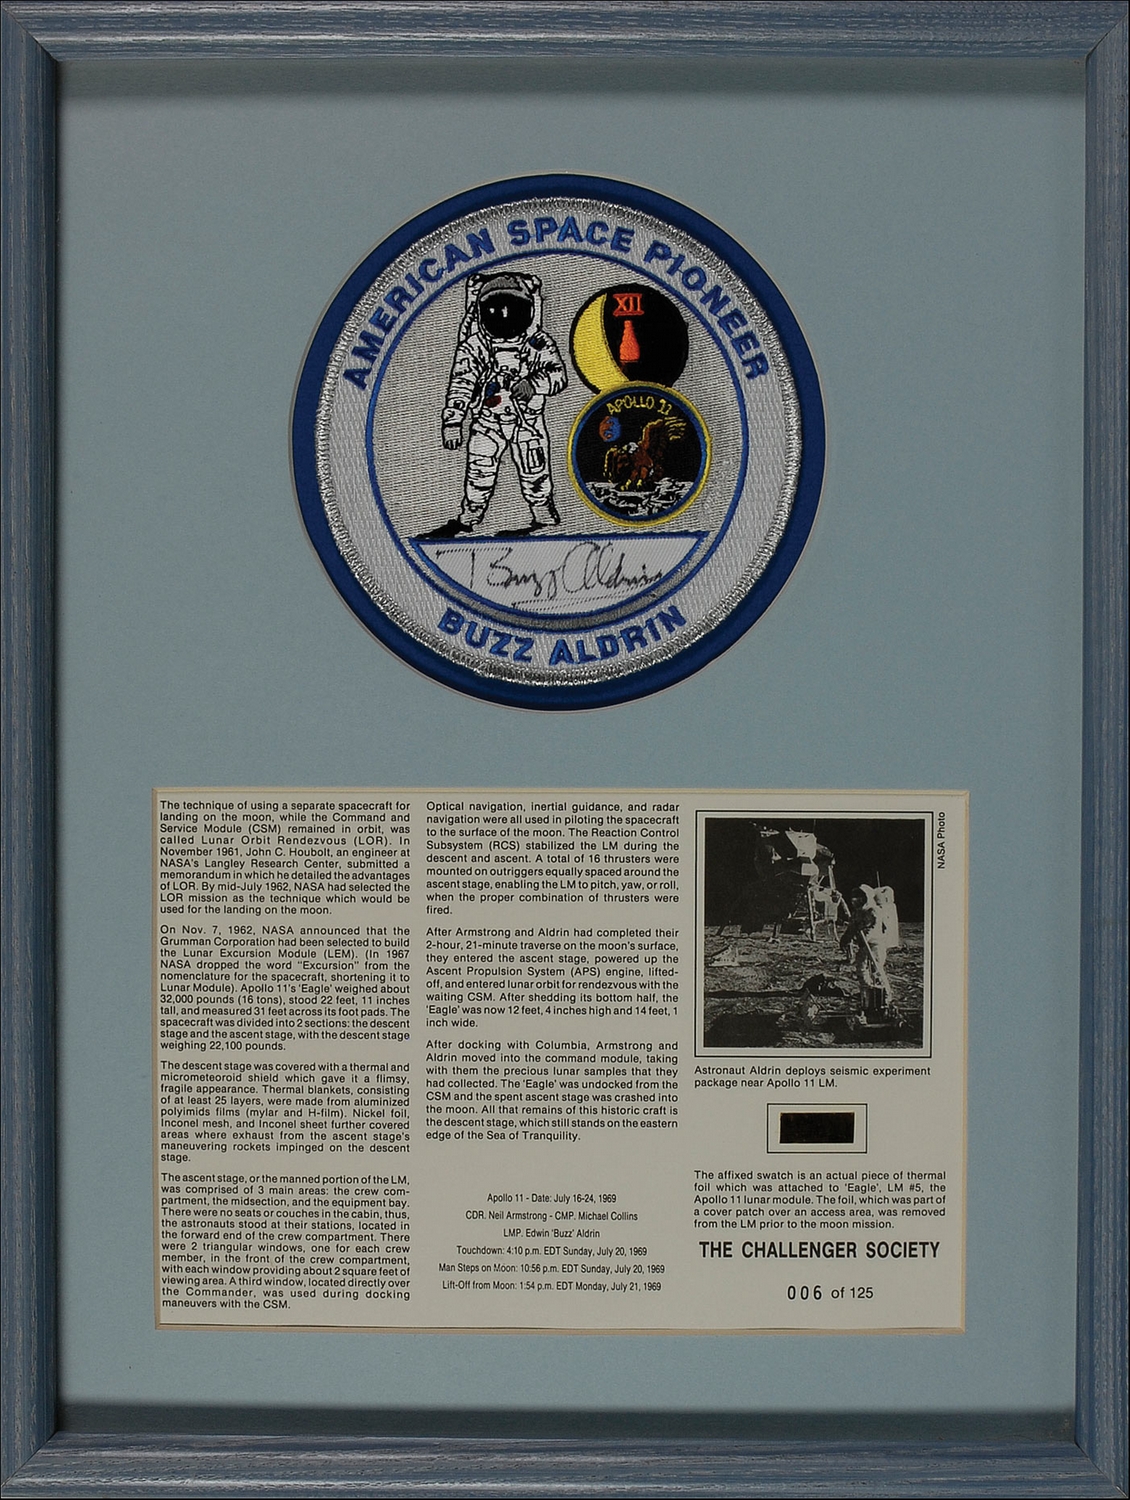 AMERICAN SPACE PIONEER
XII
APOLLO 11
Buzz Aldrin
BUZZ ALDRIN
The technique of using a separate spacecraft for
landing on the moon, while the Command and
Service Module (CSM) remained in orbit, was
called Lunar Orbit Rendezvous (LOR). In
November 1961, John C. Houbolt, an engineer at
NASA's Langley Research Center, submitted a
memorandum in which he detailed the advantages
of LOR. By mid-July 1962, NASA had selected the
LOR mission as the technique which would be
used for the landing on the moon.
On Nov. 7, 1962, NASA announced that the
Grumman Corporation had been selected to build
the Lunar Excursion Module (LEM). (In 1967
NASA dropped the word "Excursion" from the
nomenclature for the spacecraft, shortening it to
Lunar Module). Apollo 11's 'Eagle' weighed about
32,000 pounds (16 tons), stood 22 feet, 11 inches
tall, and measured 31 feet across its foot pads. The
spacecraft was divided into 2 sections: the descent
stage and the ascent stage, with the descent stage
weighing 22,100 pounds.
The descent stage was covered with a thermal and
micrometeoroid shield which gave it a flimsy,
fragile appearance. Thermal blankets, consisting
of at least 25 layers, were made from aluminized
polyimids films (mylar and H-film). Nickel foil,
Inconel mesh, and Inconel sheet further covered
areas where exhaust from the ascent stage's
maneuvering rockets impinged on the descent
stage.
The ascent stage, or the manned portion of the LM,
was comprised of 3 main areas: the crew com-
partment, the midsection, and the equipment bay.
There were no seats or couches in the cabin, thus,
the astronauts stood at their stations, located in
the forward end of the crew compartment. There
were 2 triangular windows, one for each crew
member, in the front of the crew compartment,
with each window providing about 2 square feet of
viewing area. A third window, located directly over
the Commander, was used during docking
maneuvers with the CSM.
Optical navigation, inertial guidance, and radar
navigation were all used in piloting the spacecraft
to the surface of the moon. The Reaction Control
Subsystem (RCS) stabilized the LM during the
descent and ascent. A total of 16 thrusters were
mounted on outriggers equally spaced around the
ascent stage, enabling the LM to pitch, yaw, or roll,
when the proper combination of thrusters were
fired.
After Armstrong and Aldrin had completed their
2-hour, 21-minute traverse on the moon's surface,
they entered the ascent stage, powered up the
Ascent Propulsion System (APS) engine, lifted-
off, and entered lunar orbit for rendezvous with the
waiting CSM. After shedding its bottom half, the
'Eagle' was now 12 feet, 4 inches high and 14 feet, 1
inch wide.
After docking with Columbia, Armstrong and
Aldrin moved into the command module, taking
with them the precious lunar samples that they
had collected. The 'Eagle' was undocked from the
CSM and the spent ascent stage was crashed into
the moon. All that remains of this historic craft is
the descent stage, which still stands on the eastern
edge of the Sea of Tranquility.
Apollo 11 - Date: July 16-24, 1969
CDR. Neil Armstrong - CMP. Michael Collins
LMP. Edwin 'Buzz' Aldrin
Touchdown: 4:10 p.m. EDT Sunday, July 20, 1969
Man Steps on Moon: 10:56 p.m. EDT Sunday, July 20, 1969
Lift-Off from Moon: 1:54 p.m. EDT Monday, July 21, 1969
NASA Photo
Astronaut Aldrin deploys seismic experiment
package near Apollo 11 LM.
The affixed swatch is an actual piece of thermal
foil which was attached to 'Eagle', LM #5, the
Apollo 11 lunar module. The foil, which was part of
a cover patch over an access area, was removed
from the LM prior to the moon mission.
THE CHALLENGER SOCIETY
006 of 125